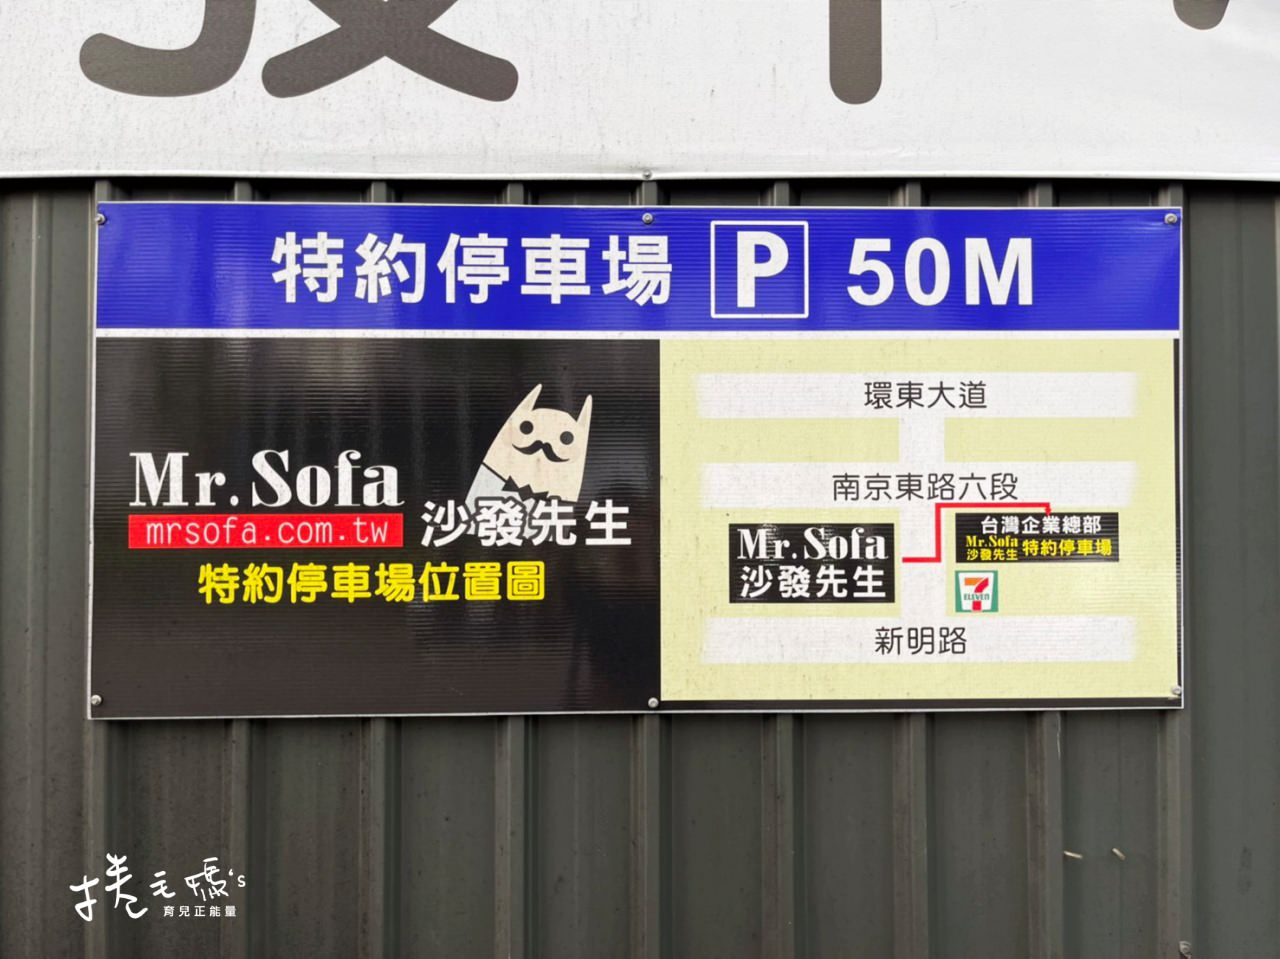 特約停車場 P 50M
Mr. Sofa
mrsofa.com.tw
沙發先生
特約停車場位置圖
環東大道
南京東路六段
Mr. Sofa
沙發先生
台灣企業總部
Mr. Sofa
沙發先生
特約停車場
7
ELEVEN
新明路
育兒正能量